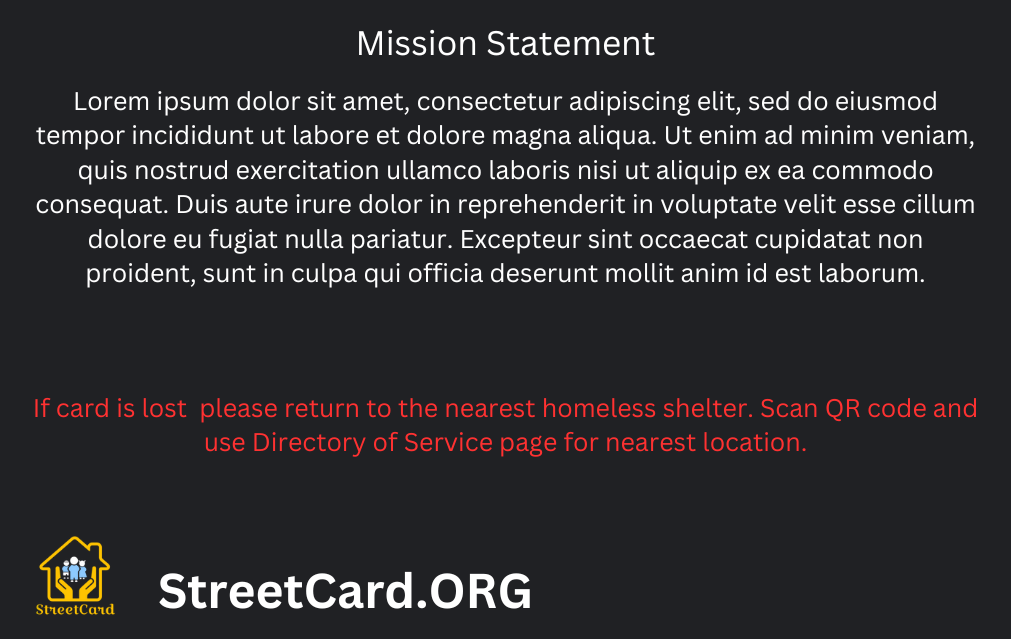 Mission Statement
Lorem ipsum dolor sit amet, consectetur adipiscing elit, sed do eiusmod
tempor incididunt ut labore et dolore magna aliqua. Ut enim ad minim veniam,
quis nostrud exercitation ullamco laboris nisi ut aliquip ex ea commodo
consequat. Duis aute irure dolor in reprehenderit in voluptate velit esse cillum
dolore eu fugiat nulla pariatur. Excepteur sint occaecat cupidatat non
proident, sunt in culpa qui officia deserunt mollit anim id est laborum.
If card is lost  please return to the nearest homeless shelter. Scan QR code and
use Directory of Service page for nearest location.
StreetCard
StreetCard.ORG